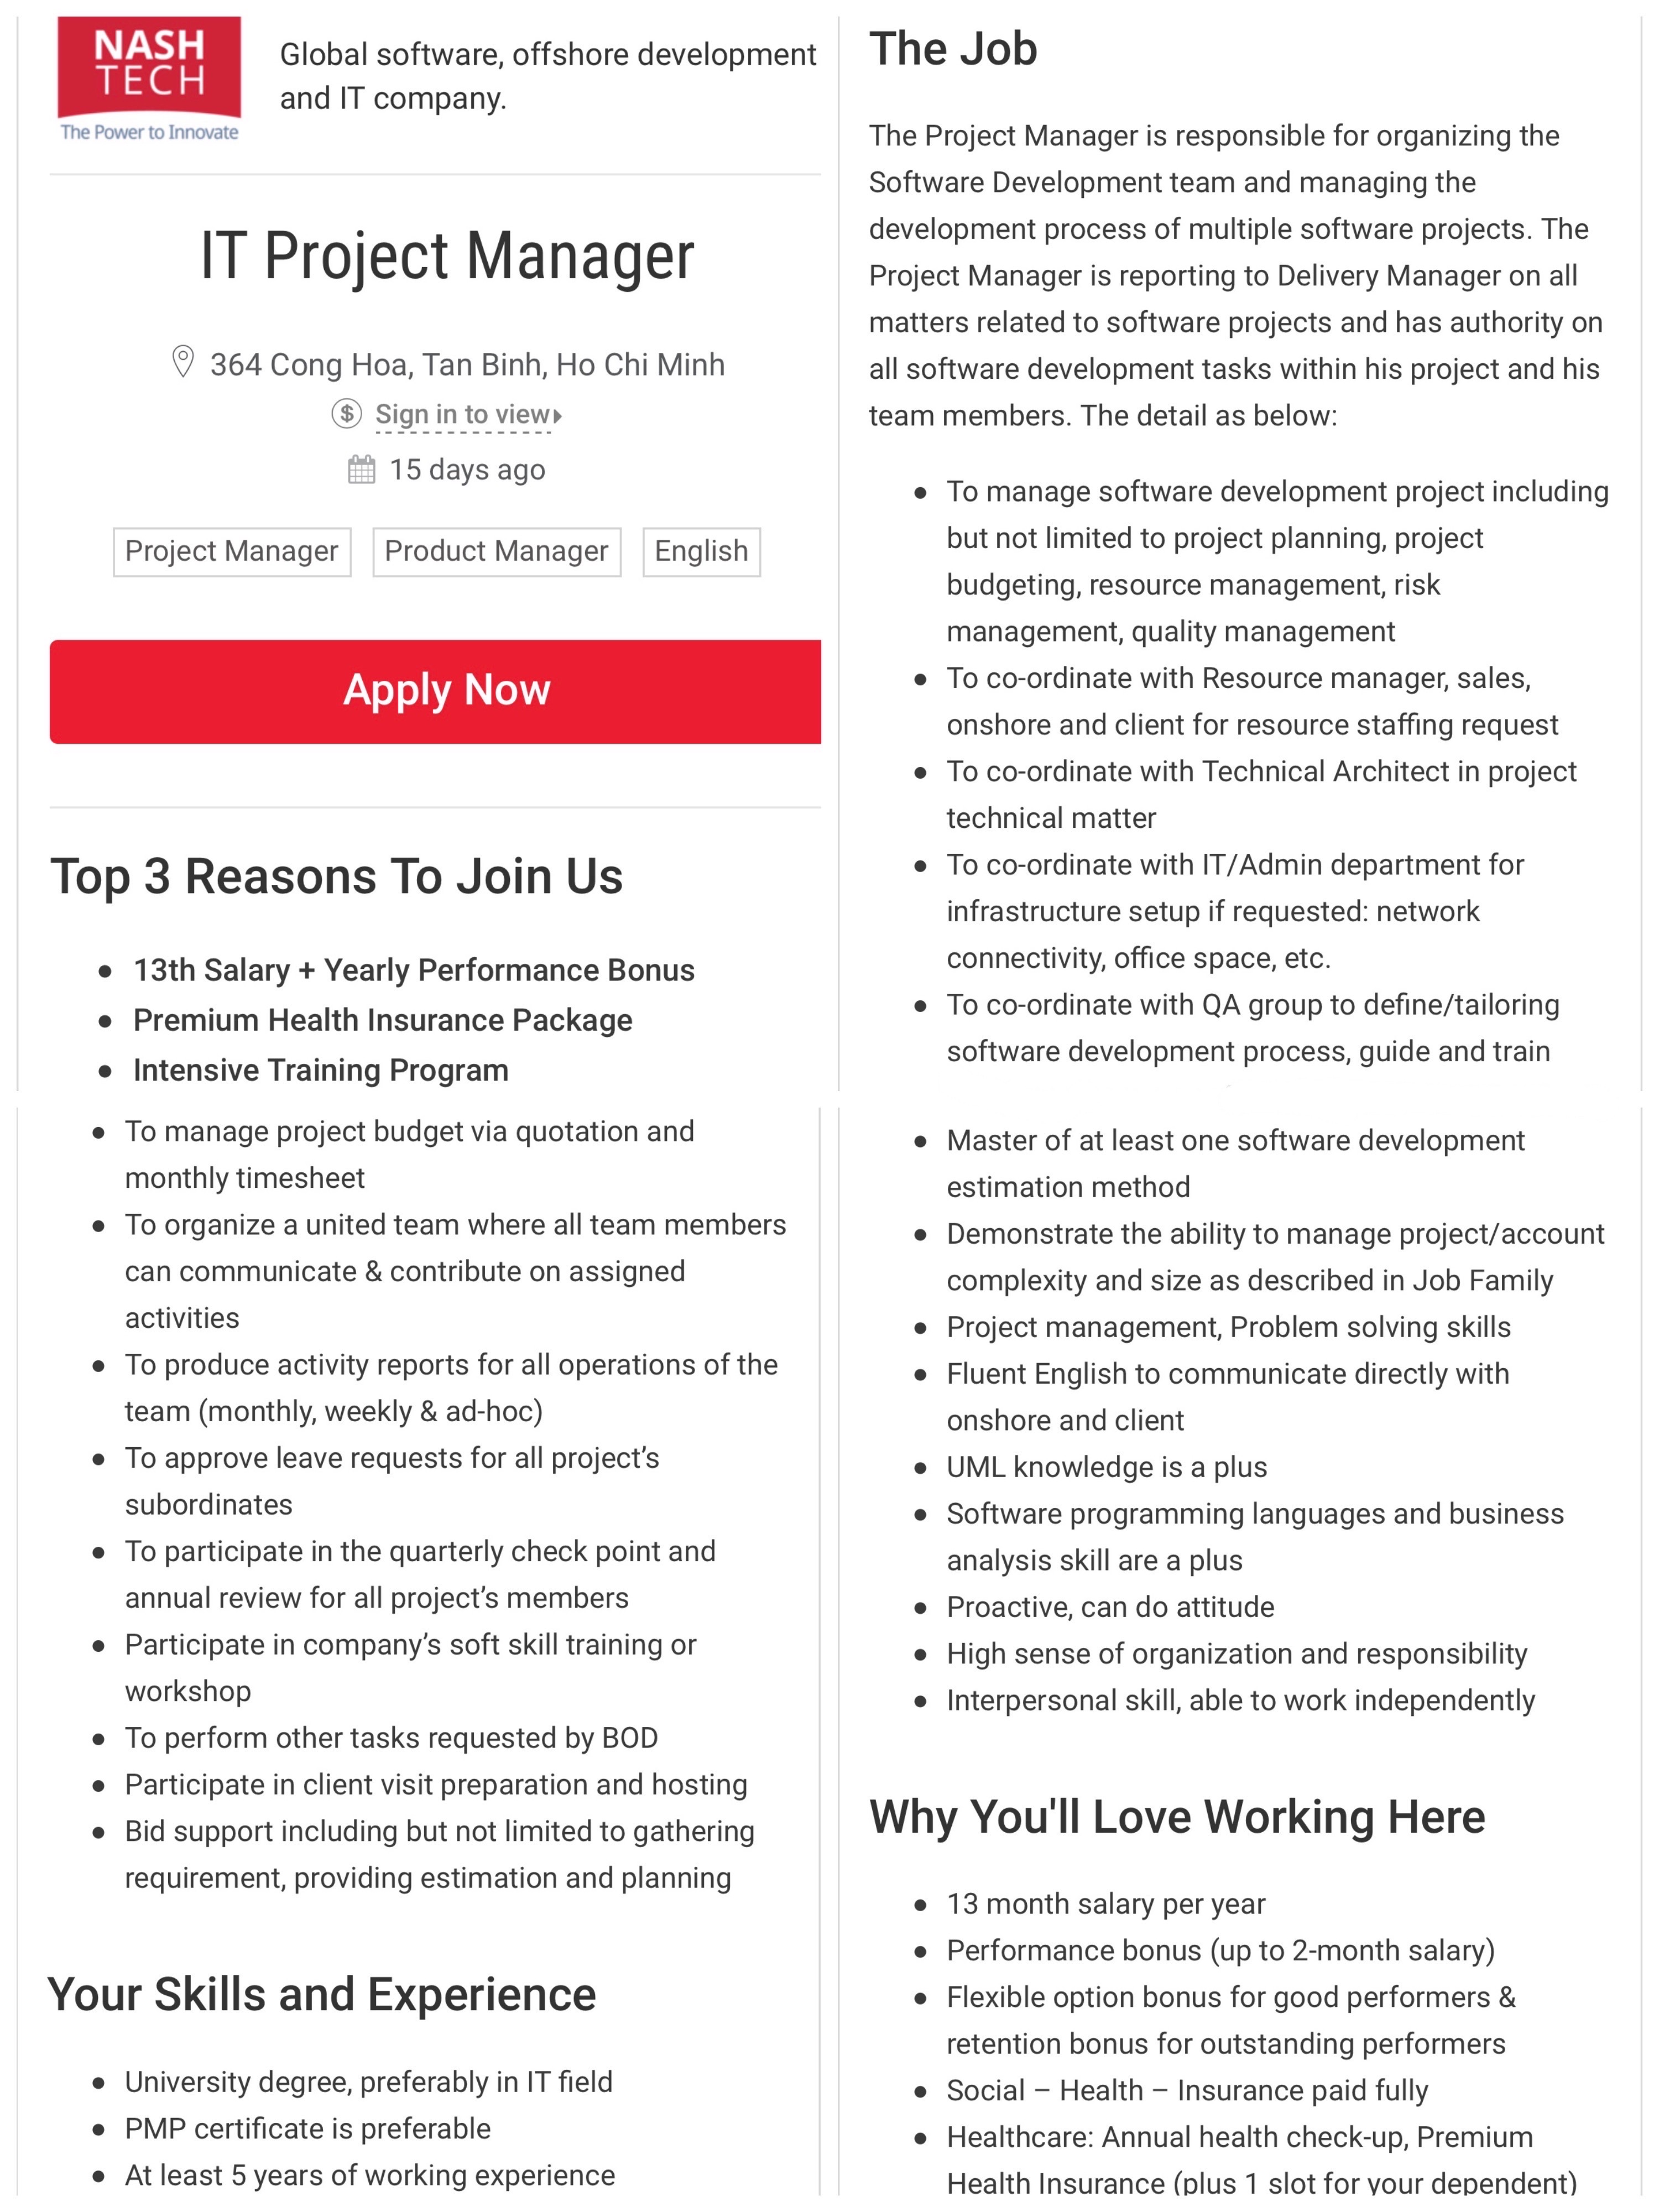 NASH
TECH
The Power to Innovate
Global software, offshore development
and IT company.
IT Project Manager
364 Cong Hoa, Tan Binh, Ho Chi Minh
$ Sign in to view
15 days ago
Project Manager Product Manager English
Apply Now
Top 3 Reasons To Join Us
13th Salary + Yearly Performance Bonus
Premium Health Insurance Package
Intensive Training Program
The Job
The Project Manager is responsible for organizing the
Software Development team and managing the
development process of multiple software projects. The
Project Manager is reporting to Delivery Manager on all
matters related to software projects and has authority on
all software development tasks within his project and his
team members. The detail as below:
To manage software development project including
but not limited to project planning, project
budgeting, resource management, risk
management, quality management
To co-ordinate with Resource manager, sales,
onshore and client for resource staffing request
To co-ordinate with Technical Architect in project
technical matter
To co-ordinate with IT/Admin department for
infrastructure setup if requested: network
connectivity, office space, etc.
To co-ordinate with QA group to define/tailoring
software development process, guide and train
To manage project budget via quotation and
monthly timesheet
To organize a united team where all team members
can communicate & contribute on assigned
activities
To produce activity reports for all operations of the
team (monthly, weekly & ad-hoc)
To approve leave requests for all project’s
subordinates
To participate in the quarterly check point and
annual review for all project’s members
Participate in company’s soft skill training or
workshop
To perform other tasks requested by BOD
Participate in client visit preparation and hosting
Bid support including but not limited to gathering
requirement, providing estimation and planning
Your Skills and Experience
University degree, preferably in IT field
PMP certificate is preferable
At least 5 years of working experience
Master of at least one software development
estimation method
Demonstrate the ability to manage project/account
complexity and size as described in Job Family
Project management, Problem solving skills
Fluent English to communicate directly with
onshore and client
UML knowledge is a plus
Software programming languages and business
analysis skill are a plus
Proactive, can do attitude
High sense of organization and responsibility
Interpersonal skill, able to work independently
Why You'll Love Working Here
13 month salary per year
Performance bonus (up to 2-month salary)
Flexible option bonus for good performers &
retention bonus for outstanding performers
Social – Health – Insurance paid fully
Healthcare: Annual health check-up, Premium
Health Insurance (plus 1 slot for your dependent)